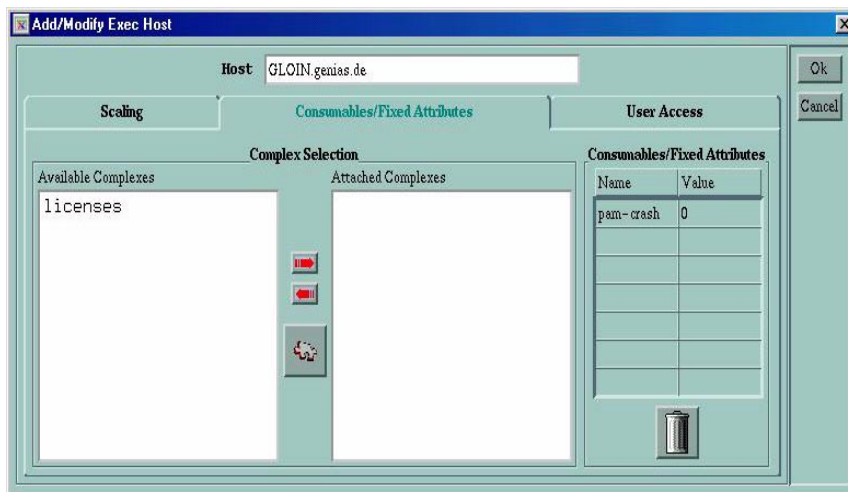 Add/Modify Exec Host
Host GLOIN.genias.de
Ok
Cancel
Scaling
Consumables/Fixed Attributes
User Access
Complex Selection
Available Complexes
Attached Complexes
licenses
Consumables/Fixed Attributes
Name Value
pam-crash 0